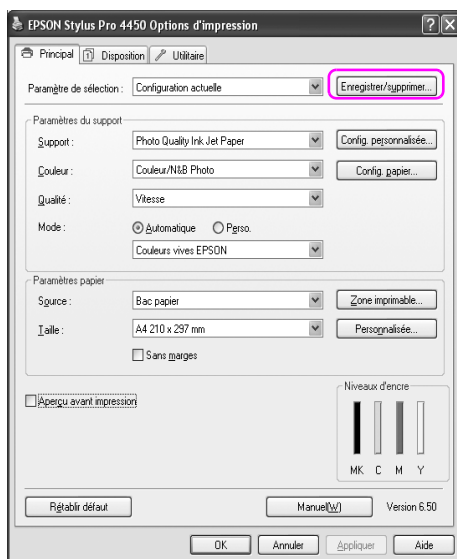 EPSON Stylus Pro 4450 Options d'impression
Principal Disposition Utilitaire
Paramètre de sélection : Configuration actuelle Enregistrer/supprimer...
Paramètres du support
Support : Photo Quality Ink Jet Paper Config. personnalisée...
Couleur : Couleur/N&B Photo Config. papier...
Qualité : Vitesse
Mode : Automatique Perso.
Couleurs vives EPSON
Paramètres papier
Source : Bac papier Zone imprimable...
Taille : A4 210 x 297 mm Personnalisée...
Sans marges
Aperçu avant impression
Niveaux d'encre
MK C M Y
Rétablir défaut Manuel(W) Version 6.50
OK Annuler Appliquer Aide